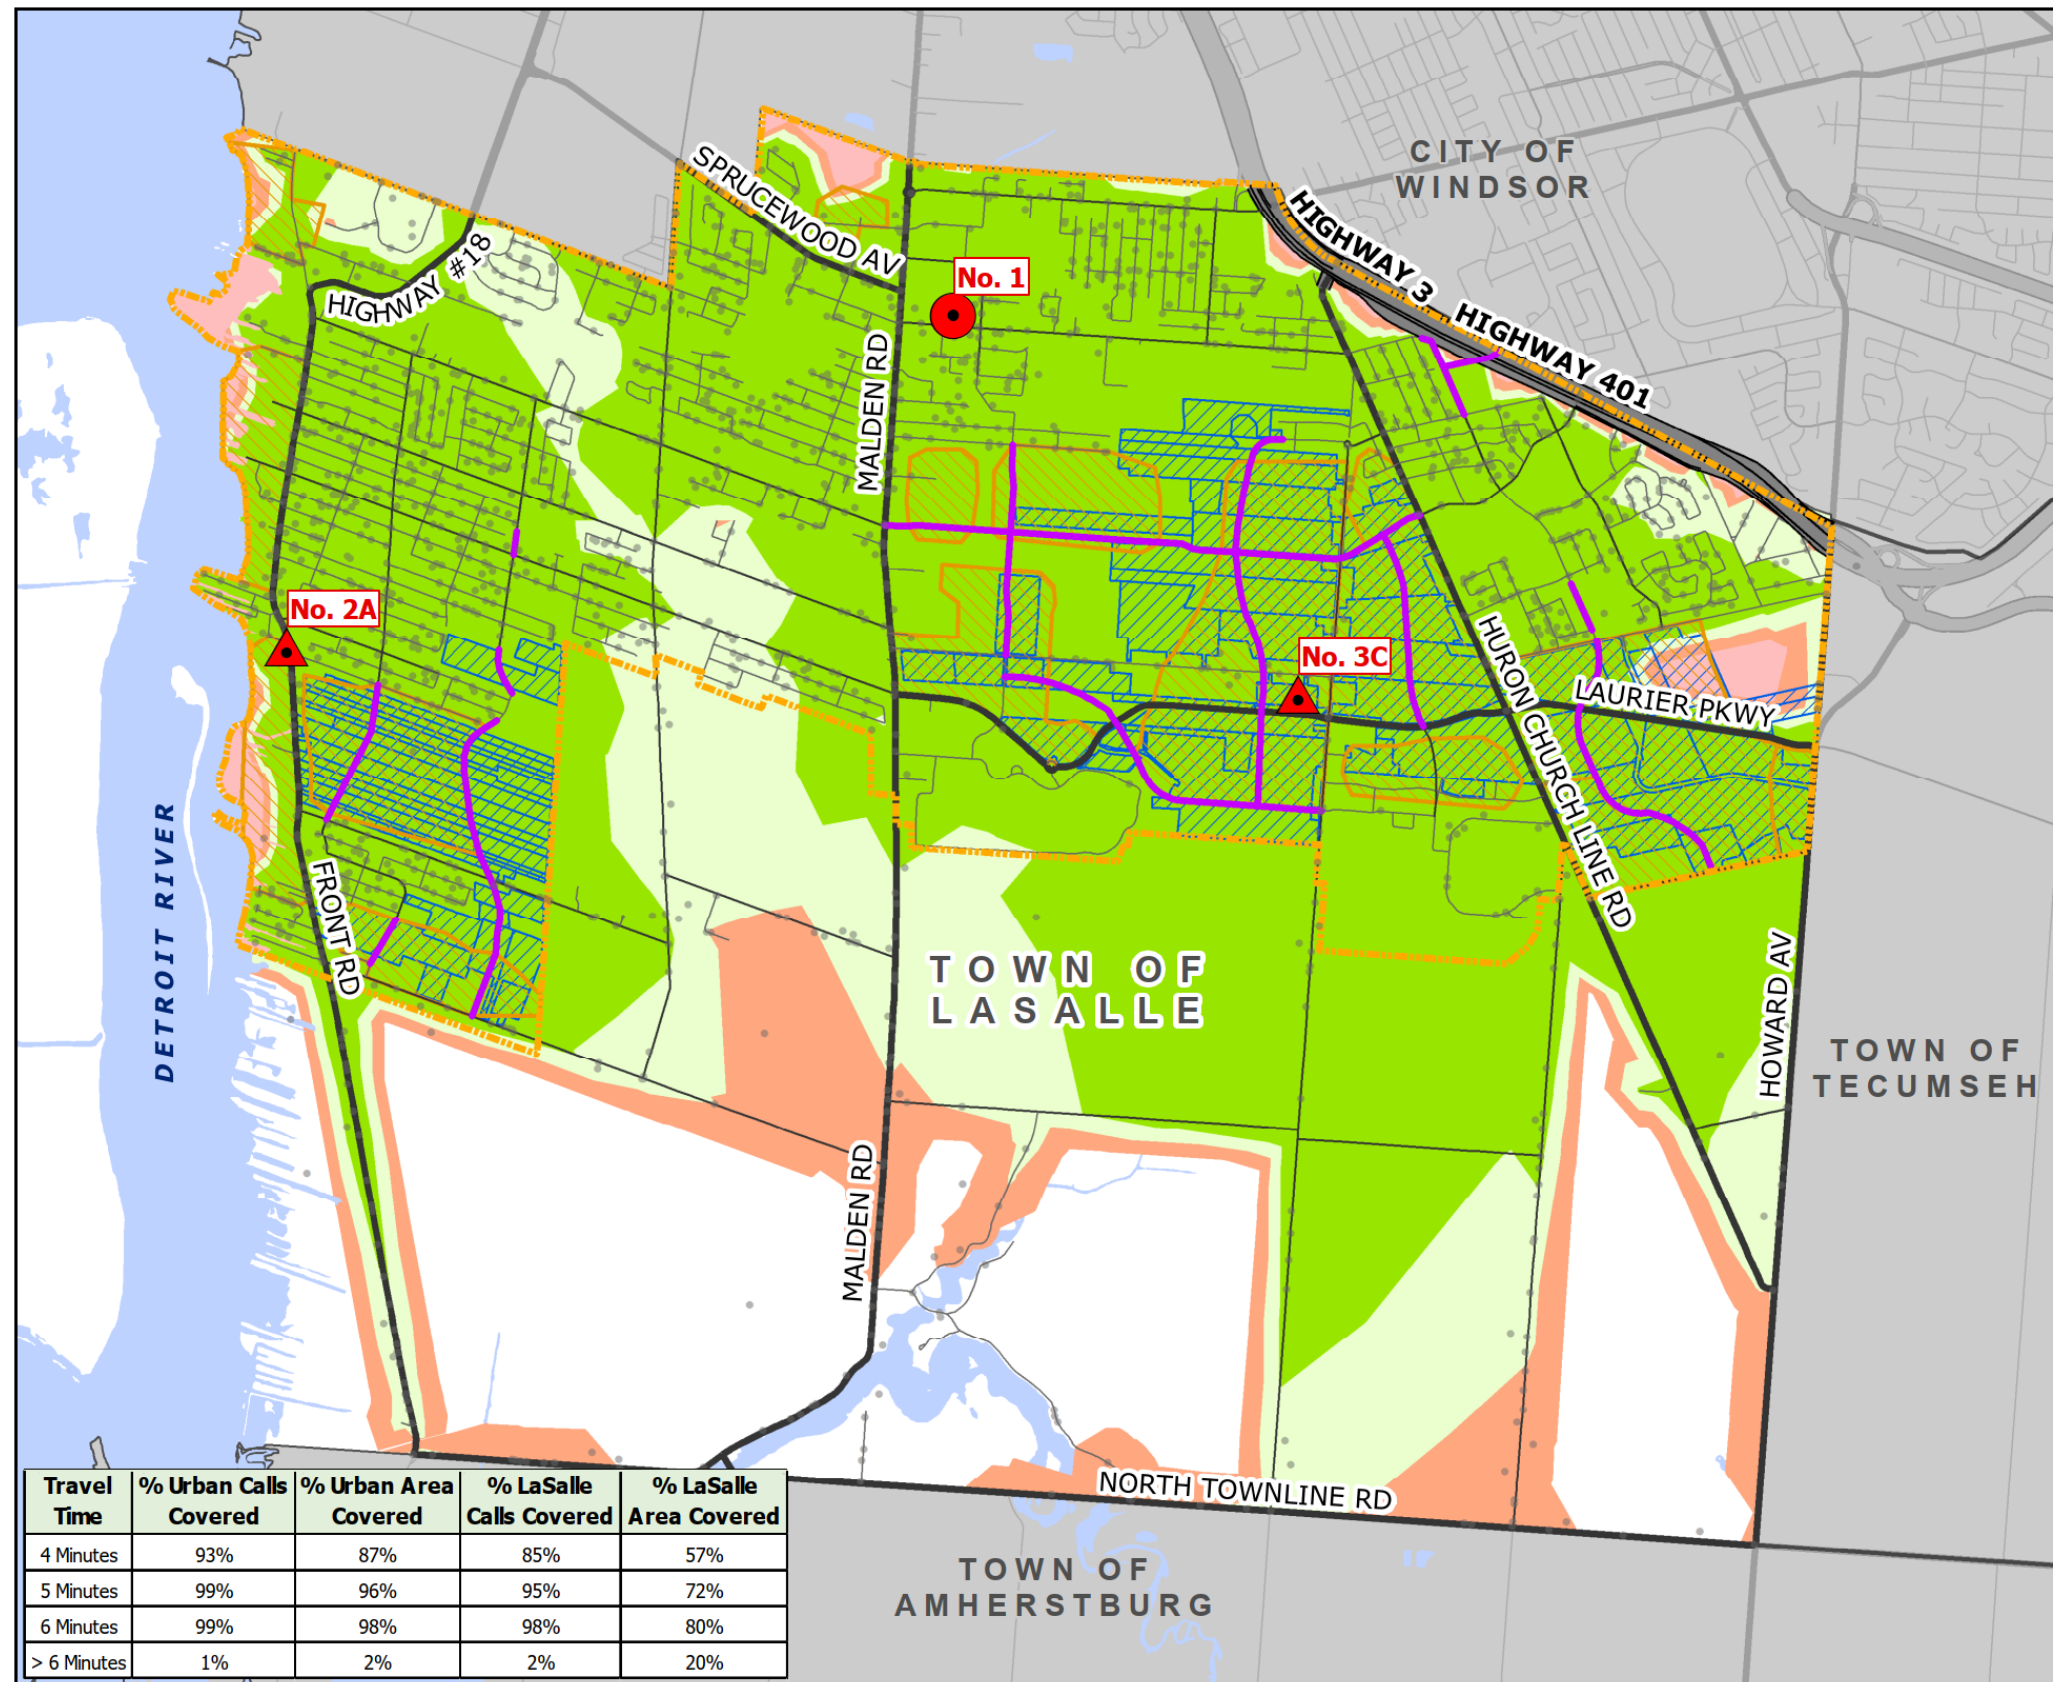 CITY OF
WINDSOR
SPRUCEWOOD AV
HIGHWAY 3
HIGHWAY #18
No. 1
HIGHWAY 401
MALDEN RD
No. 2A
No. 3C
HURON CHURCH LINE RD
LAURIER PKWY
DETROIT RIVER
FRONT RD
TOWN OF
LASALLE
HOWARD AV
TOWN OF
TECUMSEH
MALDEN RD
NORTH TOWNLINE RD
TOWN OF
AMHERSTBURG
Travel Time % Urban Calls Covered % Urban Area Covered % LaSalle Calls Covered % LaSalle Area Covered
4 Minutes 93% 87% 85% 57%
5 Minutes 99% 96% 95% 72%
6 Minutes 99% 98% 98% 80%
> 6 Minutes 1% 2% 2% 20%